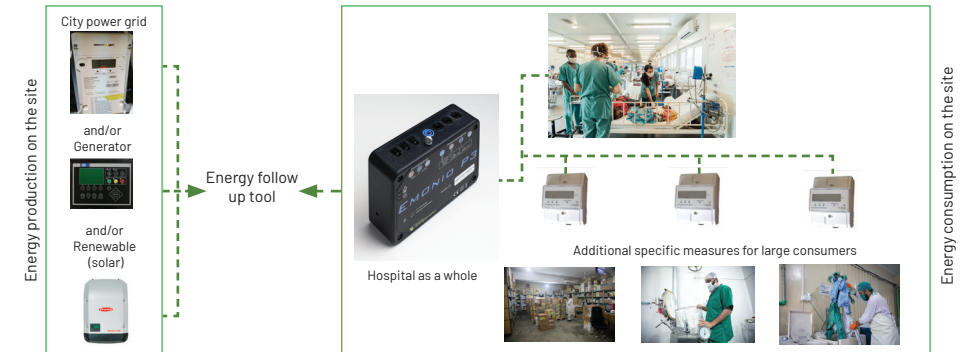 City power grid
and/or
Generator
and/or
Renewable
(solar)
Energy production on the site
Energy follow
up tool
EMONIO P3
Hospital as a whole
Additional specific measures for large consumers
Energy consumption on the site